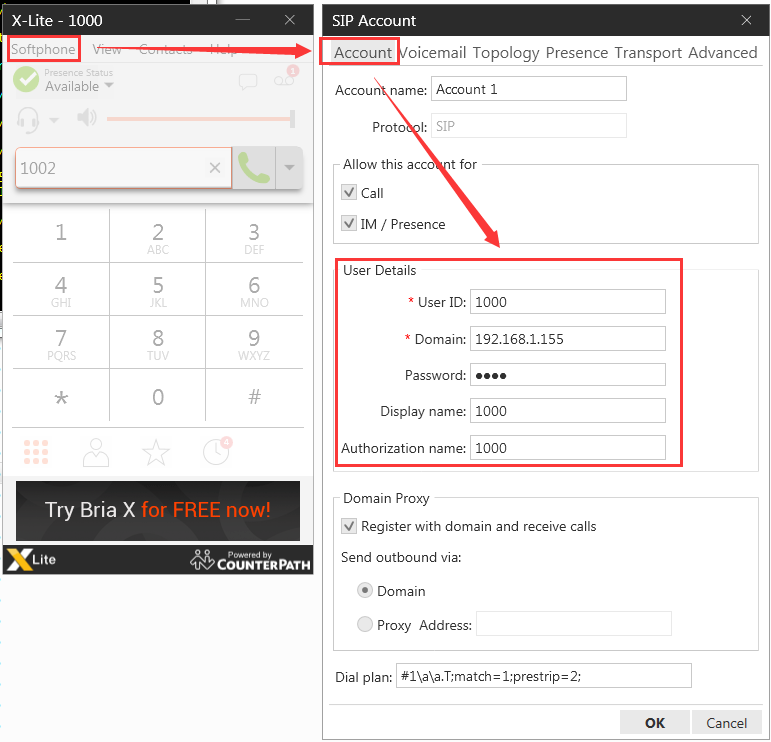 X-Lite - 1000
Softphone View Contacts Help
Presence Status
Available
1
1002
1
2
ABC
3
DEF
4
GHI
5
JKL
6
MNO
7
PQRS
8
TUV
9
WXYZ
*
0
#
4
Try Bria X for FREE now!
X Lite
Powered by
COUNTERPATH
SIP Account
Account Voicemail Topology Presence Transport Advanced
Account name: Account 1
Protocol: SIP
Allow this account for
Call
IM / Presence
User Details
* User ID: 1000
* Domain: 192.168.1.155
Password: ●●●●
Display name: 1000
Authorization name: 1000
Domain Proxy
Register with domain and receive calls
Send outbound via:
Domain
Proxy Address:
Dial plan: #1\a\a.T;match=1;prestrip=2;
OK Cancel